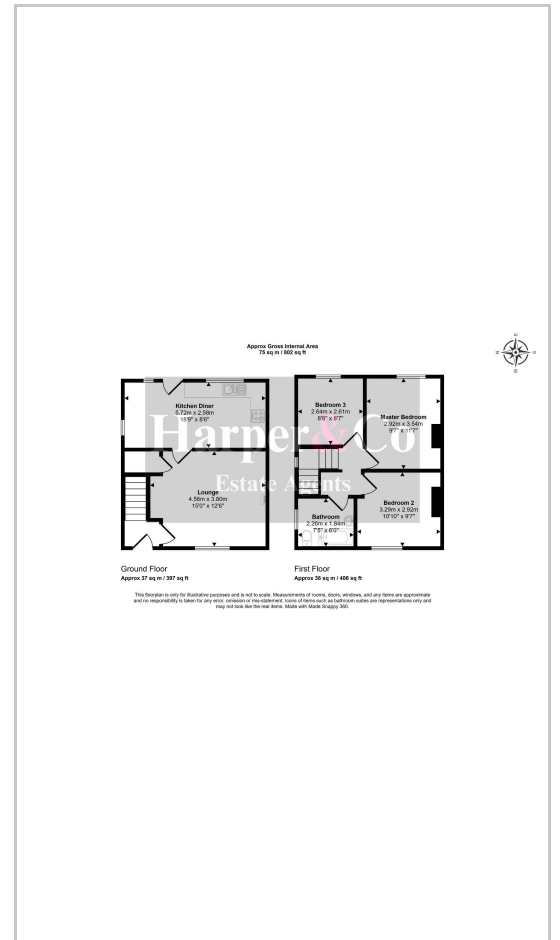 Approx Gross Internal Area
75 sq m / 802 sq ft
Kitchen Diner
5.72m x 2.59m
18'9" x 8'6"
Lounge
4.56m x 3.80m
15'0" x 12'6"
Bedroom 3
2.64m x 2.61m
8'8" x 8'7"
Master Bedroom
2.92m x 3.54m
9'7" x 11'7"
Bedroom 2
3.29m x 2.92m
10'10" x 9'7"
Bathroom
2.26m x 1.84m
7'5" x 6'0"
Harper & Co
Estate Agents
Ground Floor
Approx 37 sq m / 397 sq ft
First Floor
Approx 38 sq m / 406 sq ft
This floorplan is only for illustrative purposes and is not to scale. Measurements of rooms, doors, windows, and any items are approximate
and no responsibility is taken for any error, omission or mis-statement. Icons of items such as bathroom suites are representations only and
may not look like the real items. Made with Made Snappy 360.